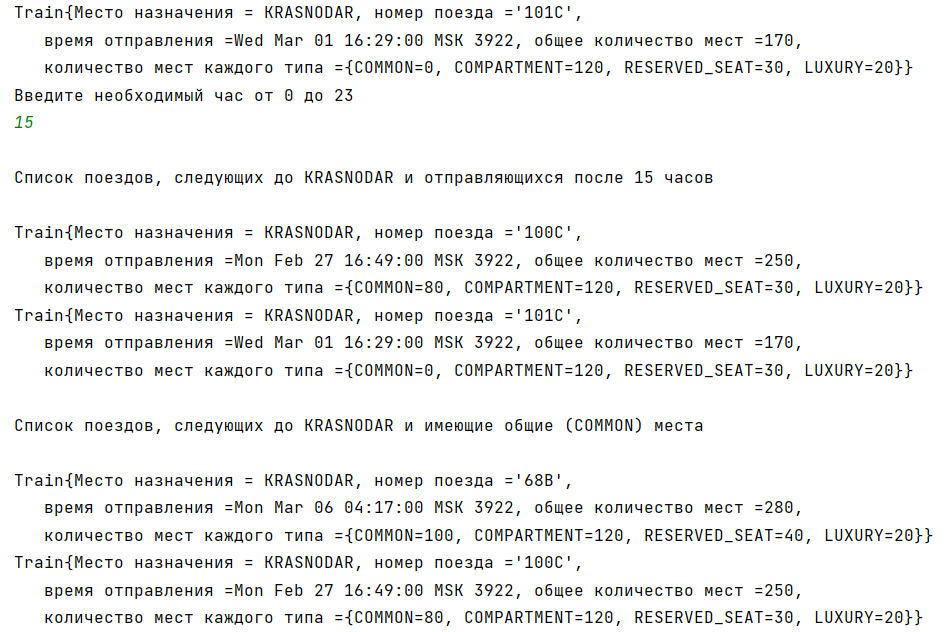 Train{Место назначения = KRASNODAR, номер поезда ='101C',
время отправления =Wed Mar 01 16:29:00 MSK 3922, общее количество мест =170,
количество мест каждого типа ={COMMON=0, COMPARTMENT=120, RESERVED_SEAT=30, LUXURY=20}}
Введите необходимый час от 0 до 23
15
Список поездов, следующих до KRASNODAR и отправляющихся после 15 часов
Train{Место назначения = KRASNODAR, номер поезда ='100C',
время отправления =Mon Feb 27 16:49:00 MSK 3922, общее количество мест =250,
количество мест каждого типа ={COMMON=80, COMPARTMENT=120, RESERVED_SEAT=30, LUXURY=20}}
Train{Место назначения = KRASNODAR, номер поезда ='101C',
время отправления =Wed Mar 01 16:29:00 MSK 3922, общее количество мест =170,
количество мест каждого типа ={COMMON=0, COMPARTMENT=120, RESERVED_SEAT=30, LUXURY=20}}
Список поездов, следующих до KRASNODAR и имеющие общие (COMMON) места
Train{Место назначения = KRASNODAR, номер поезда ='68B',
время отправления =Mon Mar 06 04:17:00 MSK 3922, общее количество мест =280,
количество мест каждого типа ={COMMON=100, COMPARTMENT=120, RESERVED_SEAT=40, LUXURY=20}}
Train{Место назначения = KRASNODAR, номер поезда ='100C',
время отправления =Mon Feb 27 16:49:00 MSK 3922, общее количество мест =250,
количество мест каждого типа ={COMMON=80, COMPARTMENT=120, RESERVED_SEAT=30, LUXURY=20}}